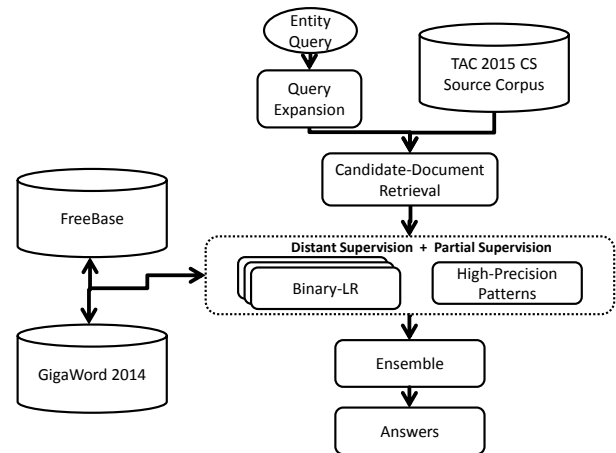 Entity
Query
TAC 2015 CS
Source Corpus
Query
Expansion
Candidate-Document
Retrieval
FreeBase
Distant Supervision + Partial Supervision
Binary-LR
High-Precision
Patterns
GigaWord 2014
Ensemble
Answers